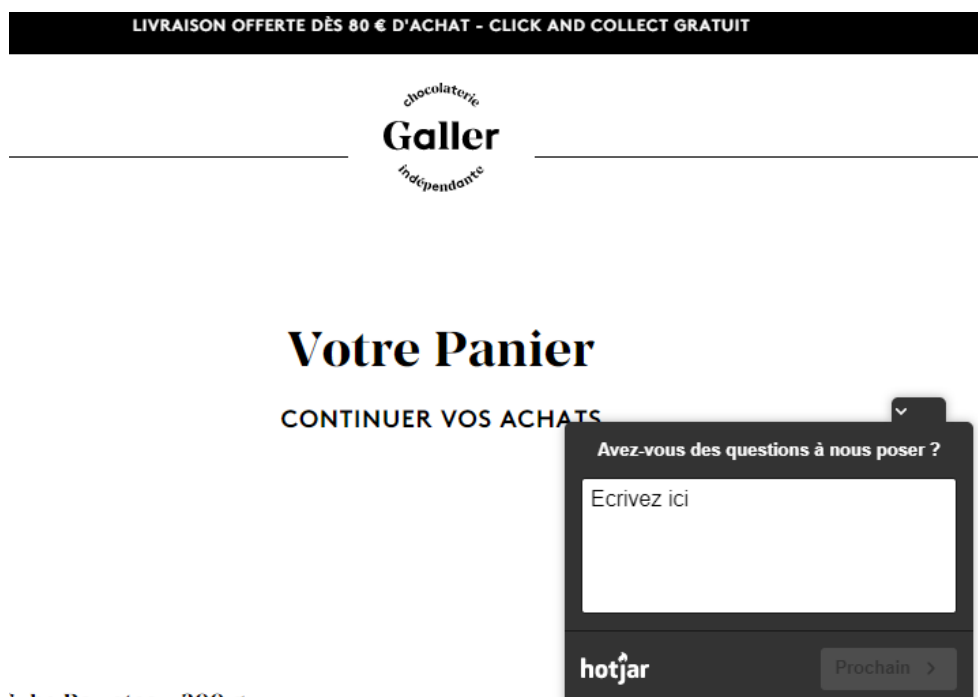 LIVRAISON OFFERTE DÈS 80 € D'ACHAT - CLICK AND COLLECT GRATUIT
chocolaterie
Galler
indépendante
Votre Panier
CONTINUER VOS ACHATS
Avez-vous des questions à nous poser ?
Ecrivez ici
hotjar
Prochain >